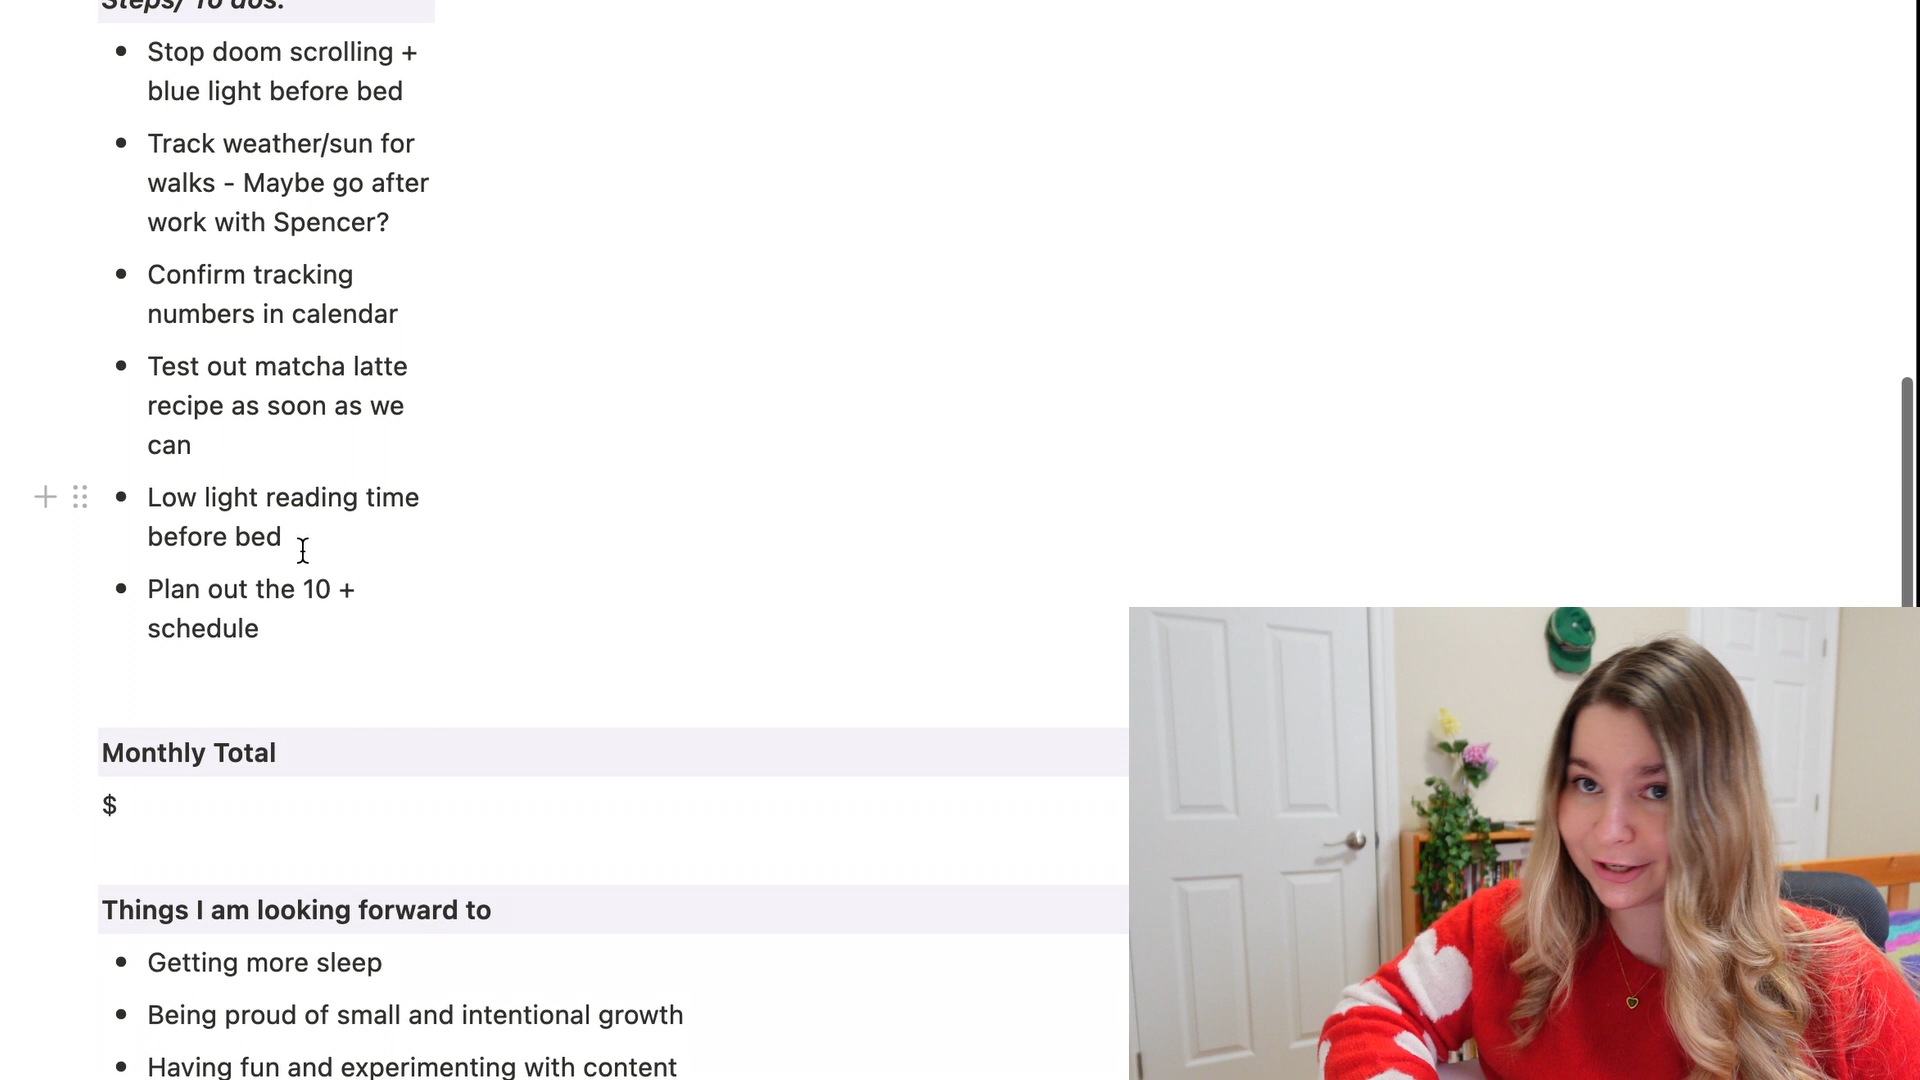 Steps/ To dos:
Stop doom scrolling +
blue light before bed
Track weather/sun for
walks - Maybe go after
work with Spencer?
Confirm tracking
numbers in calendar
Test out matcha latte
recipe as soon as we
can
Low light reading time
before bed
Plan out the 10 +
schedule
Monthly Total
$
Things I am looking forward to
Getting more sleep
Being proud of small and intentional growth
Having fun and experimenting with content